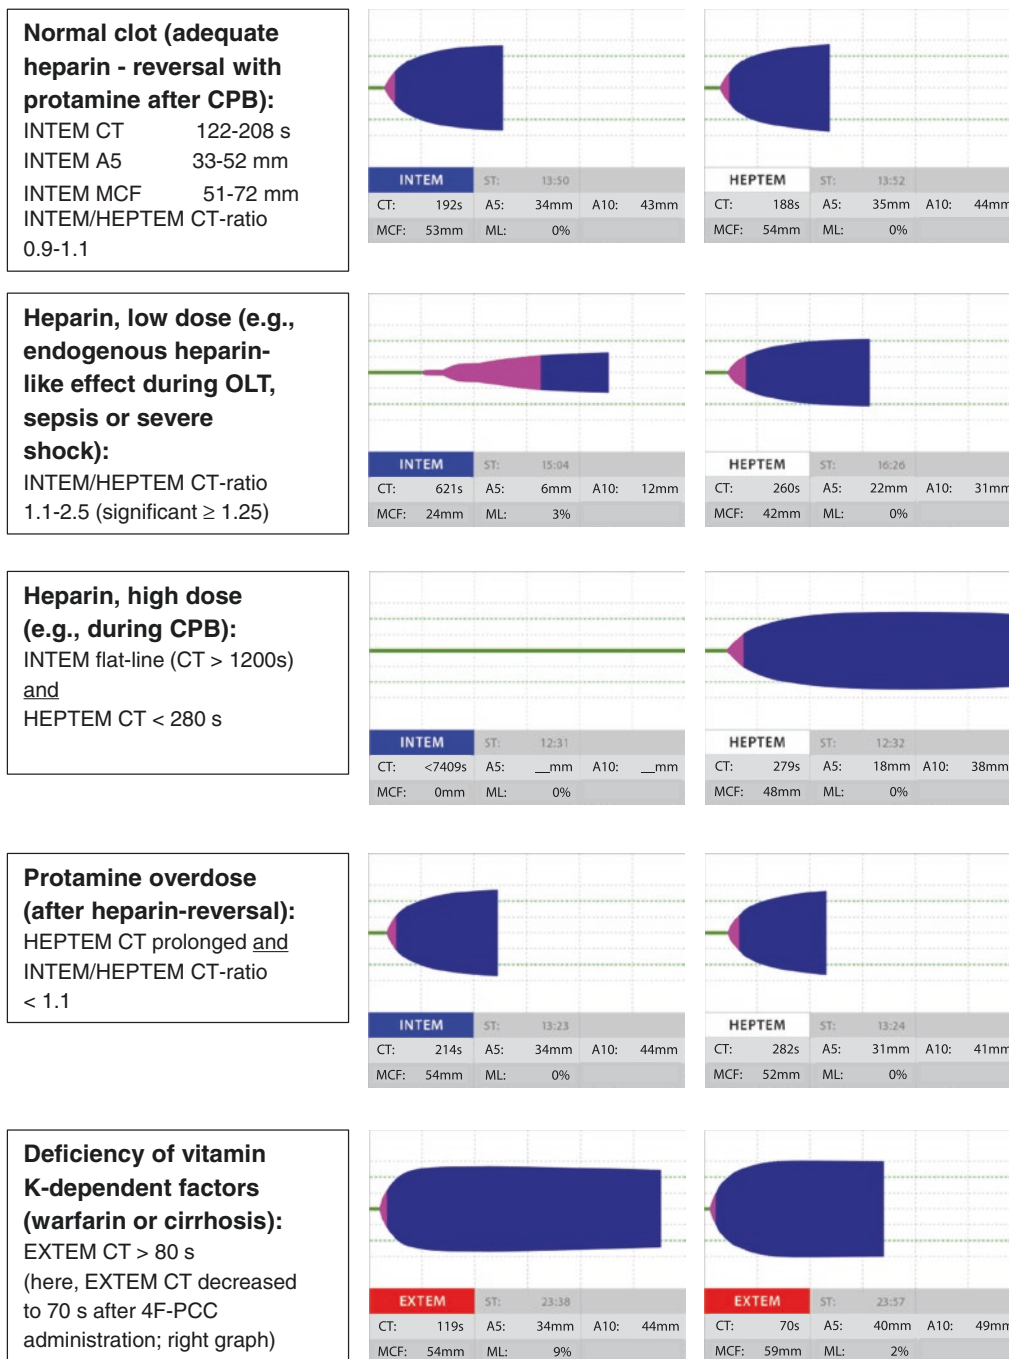 Normal clot (adequate
heparin - reversal with
protamine after CPB):
INTEM CT 122-208 s
INTEM A5 33-52 mm
INTEM MCF 51-72 mm
INTEM/HEPTEM CT-ratio
0.9-1.1
INTEM ST: 13:50
CT: 192s A5: 34mm A10: 43mm
MCF: 53mm ML: 0%
HEPTEM ST: 13:52
CT: 188s A5: 35mm A10: 44mm
MCF: 54mm ML: 0%
Heparin, low dose (e.g.,
endogenous heparin-
like effect during OLT,
sepsis or severe
shock):
INTEM/HEPTEM CT-ratio
1.1-2.5 (significant ≥ 1.25)
INTEM ST: 15:04
CT: 621s A5: 6mm A10: 12mm
MCF: 24mm ML: 3%
HEPTEM ST: 16:26
CT: 260s A5: 22mm A10: 31mm
MCF: 42mm ML: 0%
Heparin, high dose
(e.g., during CPB):
INTEM flat-line (CT > 1200s)
and
HEPTEM CT < 280 s
INTEM ST: 12:31
CT: <7409s A5: __mm A10: __mm
MCF: 0mm ML: 0%
HEPTEM ST: 12:32
CT: 279s A5: 18mm A10: 38mm
MCF: 48mm ML: 0%
Protamine overdose
(after heparin-reversal):
HEPTEM CT prolonged and
INTEM/HEPTEM CT-ratio
< 1.1
INTEM ST: 13:23
CT: 214s A5: 34mm A10: 44mm
MCF: 54mm ML: 0%
HEPTEM ST: 13:24
CT: 282s A5: 31mm A10: 41mm
MCF: 52mm ML: 0%
Deficiency of vitamin
K-dependent factors
(warfarin or cirrhosis):
EXTEM CT > 80 s
(here, EXTEM CT decreased
to 70 s after 4F-PCC
administration; right graph)
EXTEM ST: 23:38
CT: 119s A5: 34mm A10: 44mm
MCF: 54mm ML: 9%
EXTEM ST: 23:57
CT: 70s A5: 40mm A10: 49mm
MCF: 59mm ML: 2%